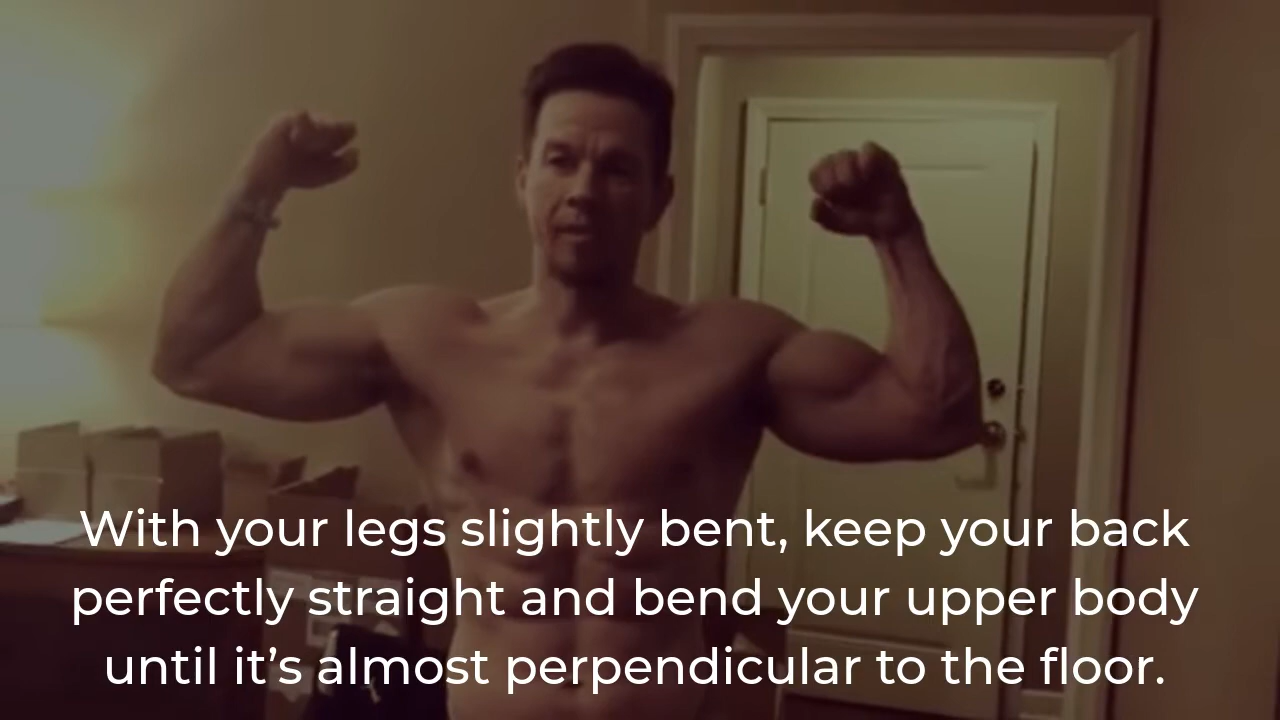 With your legs slightly bent, keep your back
perfectly straight and bend your upper body
until it’s almost perpendicular to the floor.